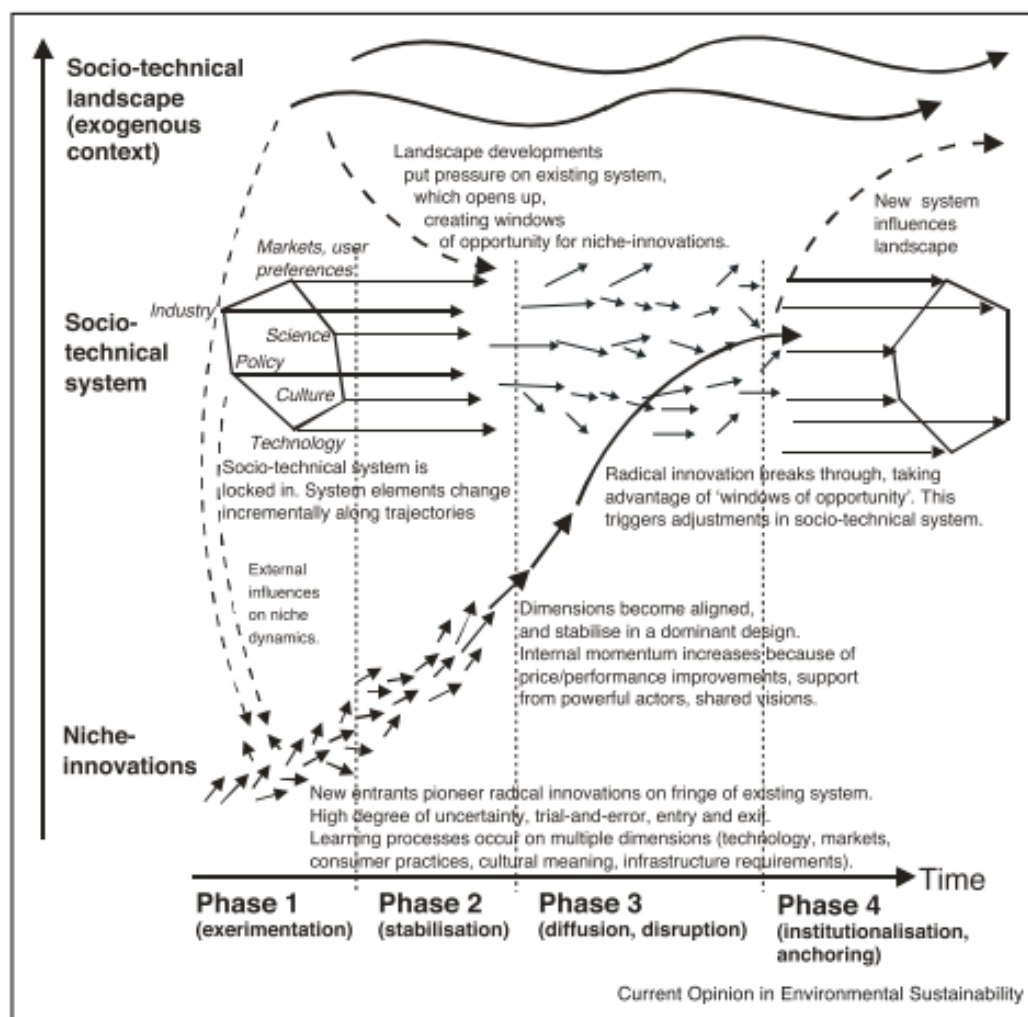 Socio-technical
landscape
(exogenous
context)
Landscape developments
put pressure on existing system,
which opens up,
creating windows
of opportunity for niche-innovations.
New system
influences
landscape
Markets, user
preferences
Industry
Science
Policy
Culture
Technology
Socio-
technical
system
Socio-technical system is
locked in. System elements change
incrementally along trajectories
Radical innovation breaks through, taking
advantage of ‘windows of opportunity’. This
triggers adjustments in socio-technical system.
External
influences
on niche
dynamics.
Dimensions become aligned,
and stabilise in a dominant design.
Internal momentum increases because of
price/performance improvements, support
from powerful actors, shared visions.
Niche-
innovations
New entrants pioneer radical innovations on fringe of existing system.
High degree of uncertainty, trial-and-error, entry and exit.
Learning processes occur on multiple dimensions (technology, markets,
consumer practices, cultural meaning, infrastructure requirements).
Time
Phase 1
(exerimentation)
Phase 2
(stabilisation)
Phase 3
(diffusion, disruption)
Phase 4
(institutionalisation,
anchoring)
Current Opinion in Environmental Sustainability